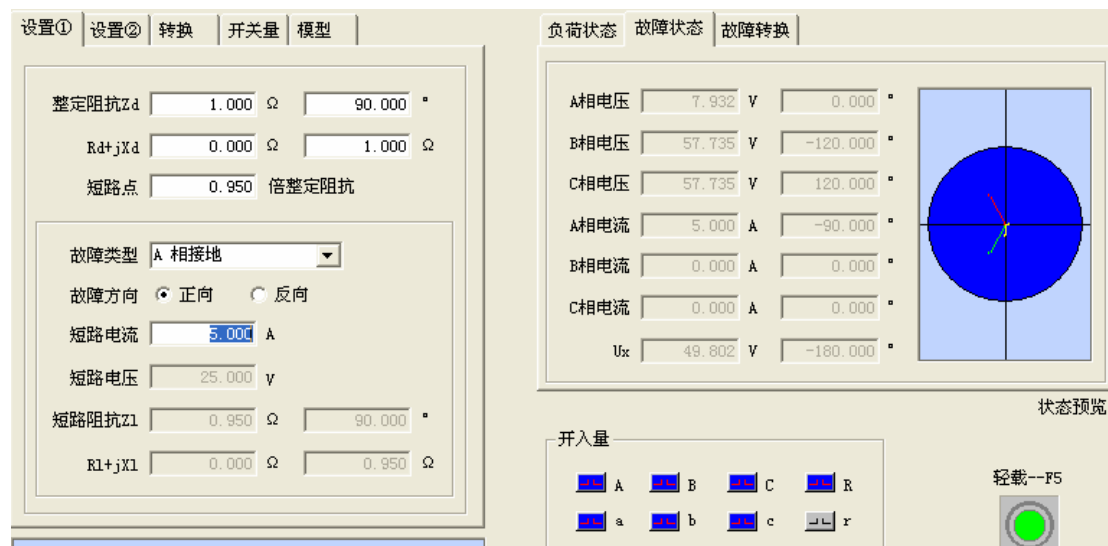 设置① 设置② 转换 开关量 模型
整定阻抗Zd 1.000 Ω 90.000 °
Rd+jXd 0.000 Ω 1.000 Ω
短路点 0.950 倍整定阻抗
故障类型 A 相接地
故障方向 正向 反向
短路电流 5.000 A
短路电压 25.000 V
短路阻抗Zl 0.950 Ω 90.000 °
Rl+jXl 0.000 Ω 0.950 Ω
负荷状态 故障状态 故障转换
A相电压 7.932 V 0.000 °
B相电压 57.735 V -120.000 °
C相电压 57.735 V 120.000 °
A相电流 5.000 A -90.000 °
B相电流 0.000 A 0.000 °
C相电流 0.000 A 0.000 °
Ux 49.802 V -180.000 °
状态预览
开入量
A B C R
a b c r
轻载--F5